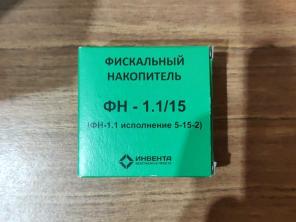 ФИСКАЛЬНЫЙ
НАКОПИТЕЛЬ
ФН - 1.1/15
(ФН-1.1 исполнение 5-15-2)
ИНВЕНТА